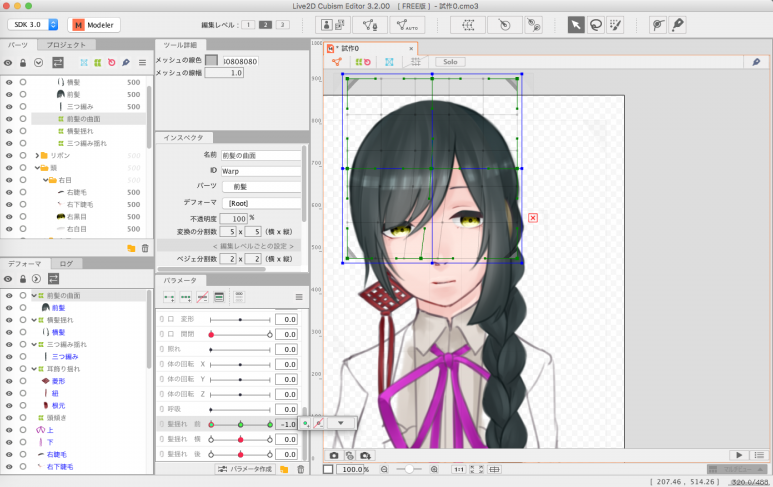 Live2D Cubism Editor 3.2.00 [ FREE版 ] - 試作0.cmo3
SDK 3.0
Modeler
編集レベル： 1 2 3
AUTO
パーツ プロジェクト
横髪 500
前髪 500
三つ編み 500
前髪の曲面 500
横髪揺れ 500
三つ編み揺れ 500
リボン 500
顔 500
右目 500
右睫毛 500
右下睫毛 500
右黒目 500
右白目 500
デフォーマ ログ
前髪の曲面
前髪
横髪揺れ
横髪
三つ編み揺れ
三つ編み
耳飾り揺れ
菱形
紐
根元
頭傾き
上
下
右睫毛
右下睫毛
ツール詳細
メッシュの線色 80808080
メッシュの線幅 1.0
インスペクタ
名前 前髪の曲面
ID Warp
パーツ 前髪
デフォーマ [Root]
不透明度 100 %
変換の分割数 5 x 5 (横 x 縦)
< 編集レベルごとの設定 >
ベジェ分割数 2 x 2 (横 x 縦)
パラメータ
口 変形 0.0
口 開閉 0.0
照れ 0.0
体の回転 X 0.0
体の回転 Y 0.0
体の回転 Z 0.0
呼吸 0.0
髪揺れ 前 -1.0
髪揺れ 横 0.0
髪揺れ 後 0.0
パラメータ作成
* 試作0
Solo
1000
900
800
700
600
500
400
300
200
100
100.0 %
1:1
[ 207.46 , 514.26 ]